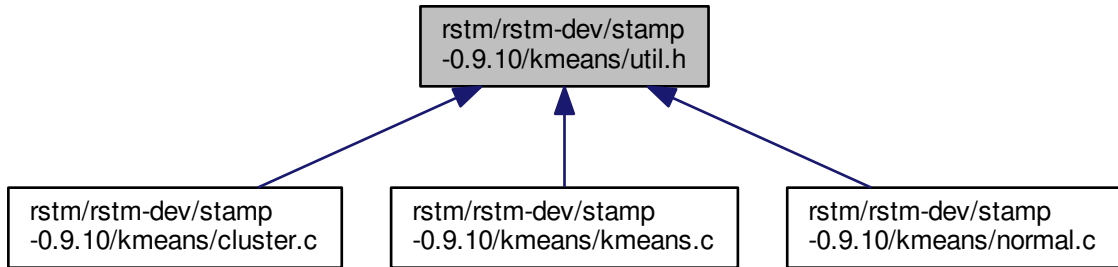 rstm/rstm-dev/stamp
-0.9.10/kmeans/util.h
rstm/rstm-dev/stamp
-0.9.10/kmeans/cluster.c
rstm/rstm-dev/stamp
-0.9.10/kmeans/kmeans.c
rstm/rstm-dev/stamp
-0.9.10/kmeans/normal.c